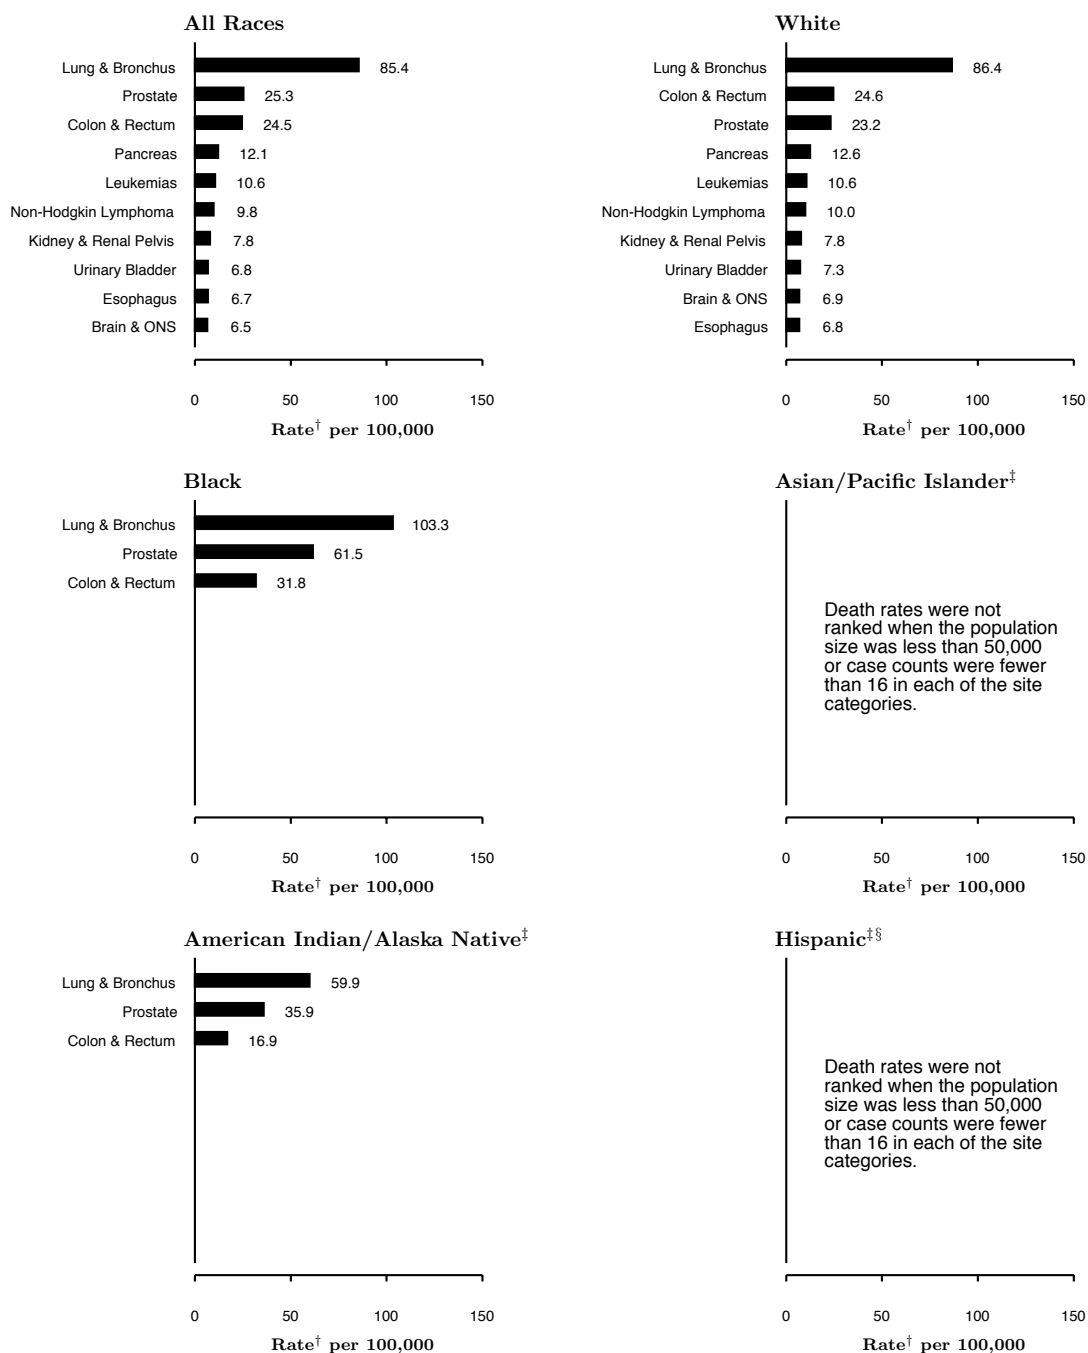 All Races
Lung & Bronchus 85.4
Prostate 25.3
Colon & Rectum 24.5
Pancreas 12.1
Leukemias 10.6
Non-Hodgkin Lymphoma 9.8
Kidney & Renal Pelvis 7.8
Urinary Bladder 6.8
Esophagus 6.7
Brain & ONS 6.5
0 50 100 150
Rate† per 100,000
White
Lung & Bronchus 86.4
Colon & Rectum 24.6
Prostate 23.2
Pancreas 12.6
Leukemias 10.6
Non-Hodgkin Lymphoma 10.0
Kidney & Renal Pelvis 7.8
Urinary Bladder 7.3
Brain & ONS 6.9
Esophagus 6.8
0 50 100 150
Rate† per 100,000
Black
Lung & Bronchus 103.3
Prostate 61.5
Colon & Rectum 31.8
0 50 100 150
Rate† per 100,000
Asian/Pacific Islander‡
Death rates were not
ranked when the population
size was less than 50,000
or case counts were fewer
than 16 in each of the site
categories.
0 50 100 150
Rate† per 100,000
American Indian/Alaska Native‡
Lung & Bronchus 59.9
Prostate 35.9
Colon & Rectum 16.9
0 50 100 150
Rate† per 100,000
Hispanic‡§
Death rates were not
ranked when the population
size was less than 50,000
or case counts were fewer
than 16 in each of the site
categories.
0 50 100 150
Rate† per 100,000